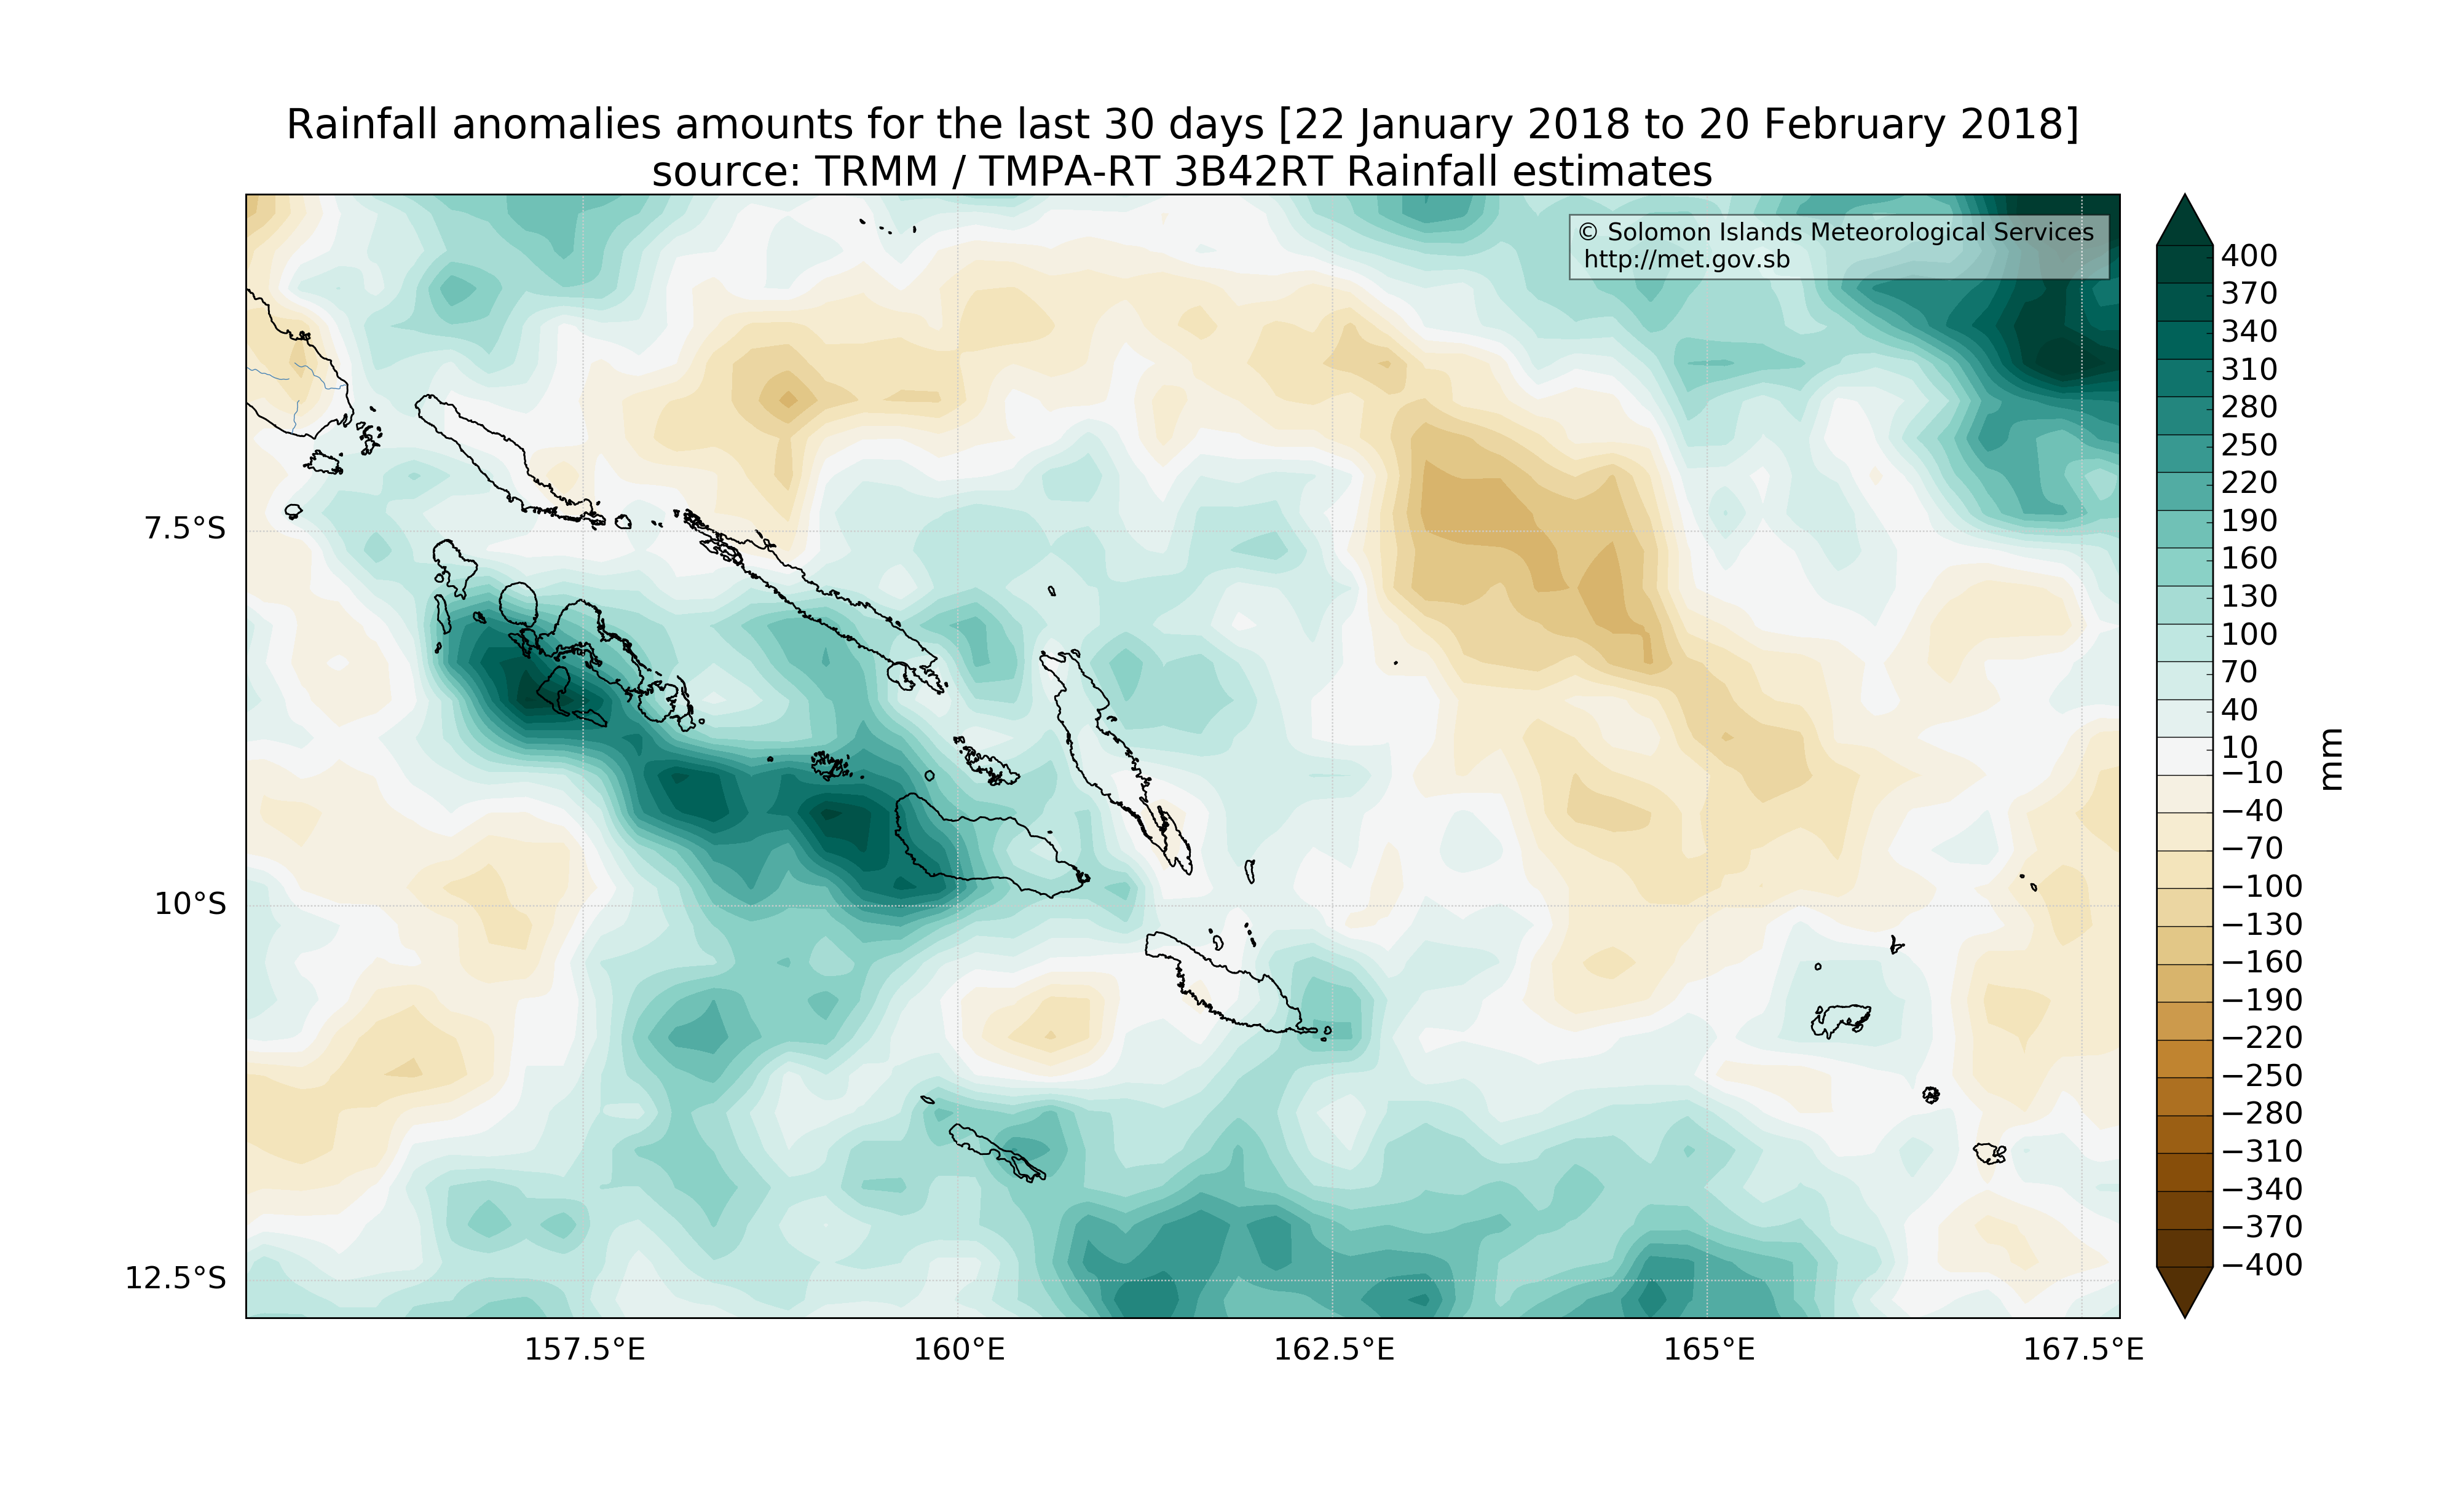 Rainfall anomalies amounts for the last 30 days [22 January 2018 to 20 February 2018]
source: TRMM / TMPA-RT 3B42RT Rainfall estimates
© Solomon Islands Meteorological Services
http://met.gov.sb
7.5°S
10°S
12.5°S
157.5°E
160°E
162.5°E
165°E
167.5°E
400
370
340
310
280
250
220
190
160
130
100
70
40
10
−10
−40
−70
−100
−130
−160
−190
−220
−250
−280
−310
−340
−370
−400
mm